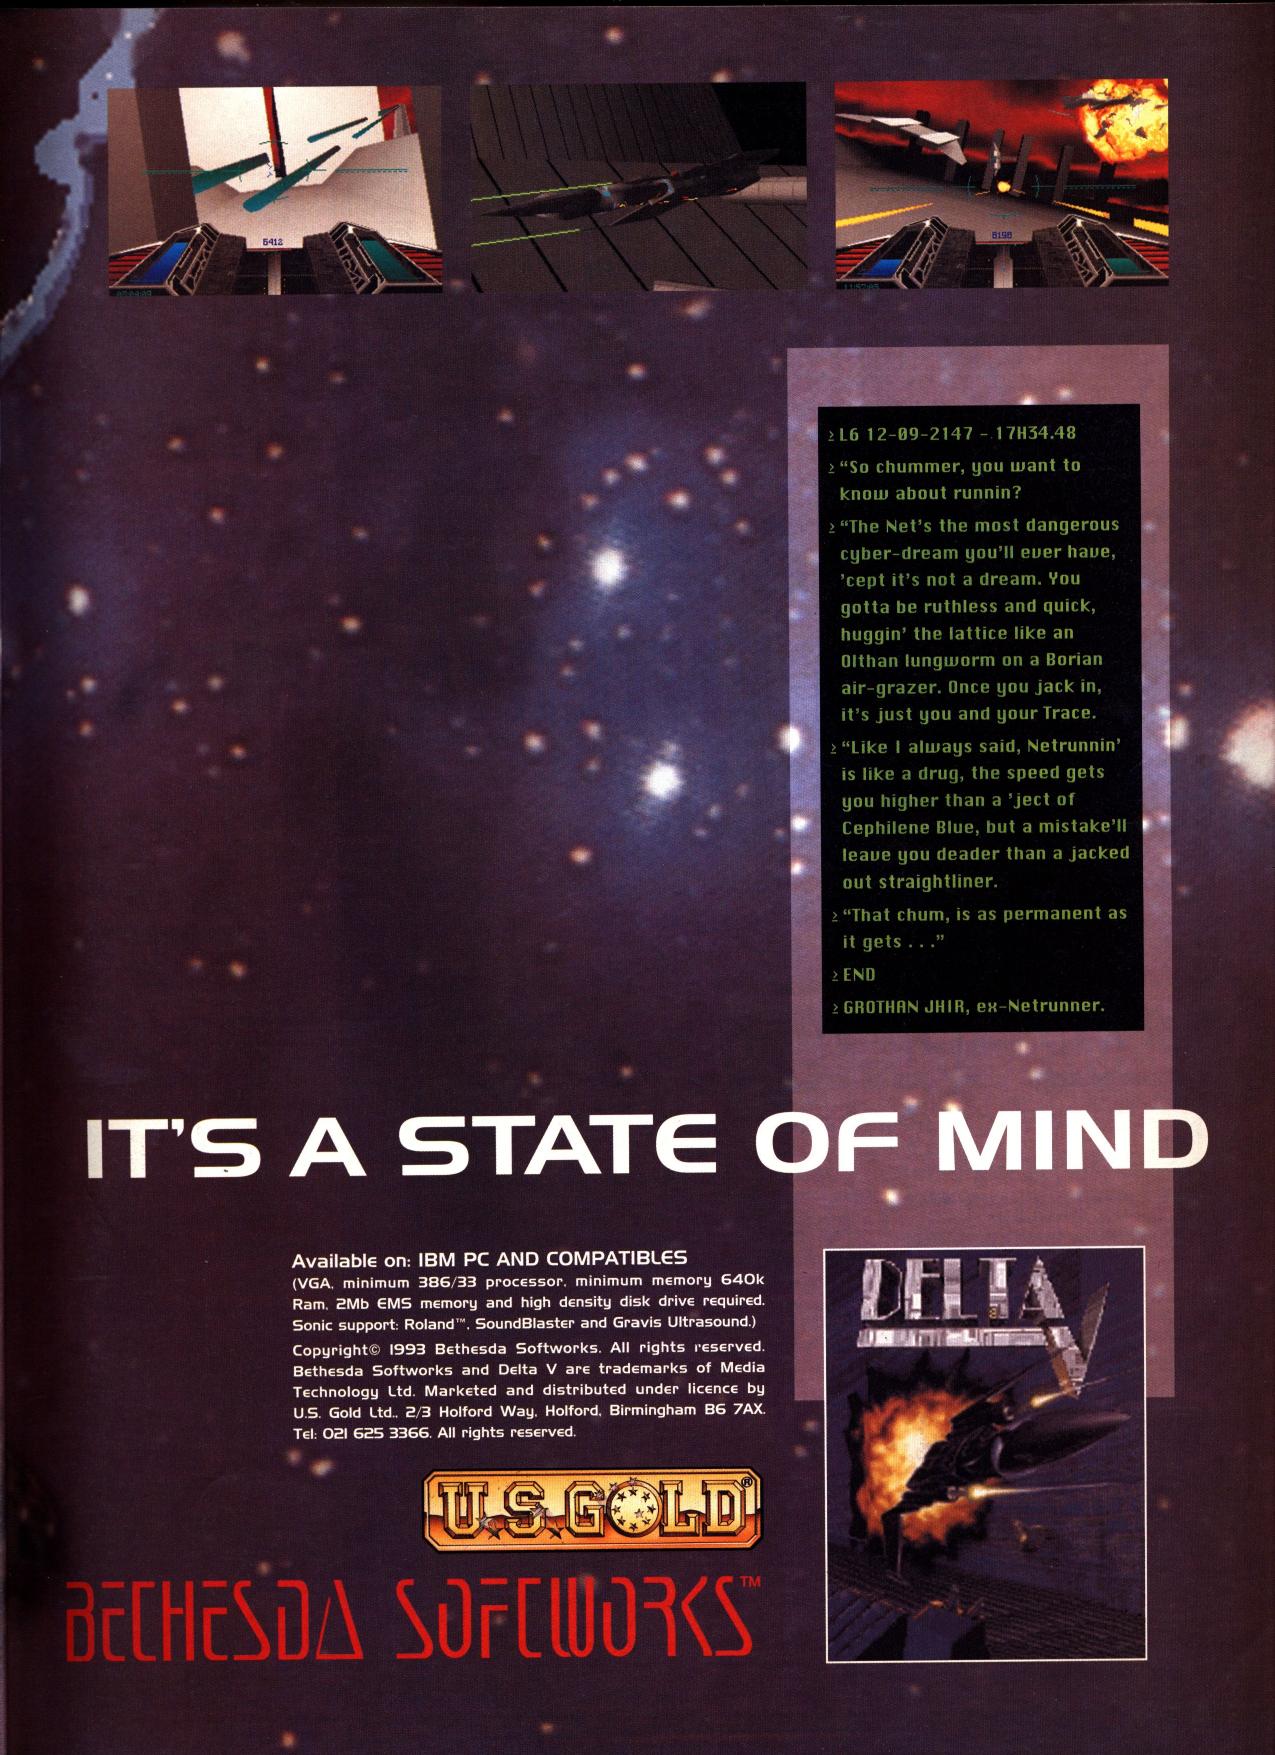 6412
6198
≥ L6 12-09-2147 - 17H34.48
≥ “So chummer, you want to
know about runnin?
≥ “The Net's the most dangerous
cyber-dream you'll ever have,
'cept it's not a dream. You
gotta be ruthless and quick,
huggin' the lattice like an
Olthan lungworm on a Borian
air-grazer. Once you jack in,
it's just you and your Trace.
≥ “Like I always said, Netrunnin'
is like a drug, the speed gets
you higher than a 'ject of
Cephilene Blue, but a mistake'll
leave you deader than a jacked
out straightliner.
≥ “That chum, is as permanent as
it gets . . .”
≥ END
≥ GROTHAN JHIR, ex-Netrunner.
IT'S A STATE OF MIND
Available on: IBM PC AND COMPATIBLES
(VGA, minimum 386/33 processor, minimum memory 640k
Ram, 2Mb EMS memory and high density disk drive required.
Sonic support: Roland™, SoundBlaster and Gravis Ultrasound.)
Copyright© 1993 Bethesda Softworks. All rights reserved.
Bethesda Softworks and Delta V are trademarks of Media
Technology Ltd. Marketed and distributed under licence by
U.S. Gold Ltd., 2/3 Holford Way, Holford, Birmingham B6 7AX.
Tel: 021 625 3366. All rights reserved.
U.S. GOLD®
BETHESDA SOFTWORKS™
DELTA V